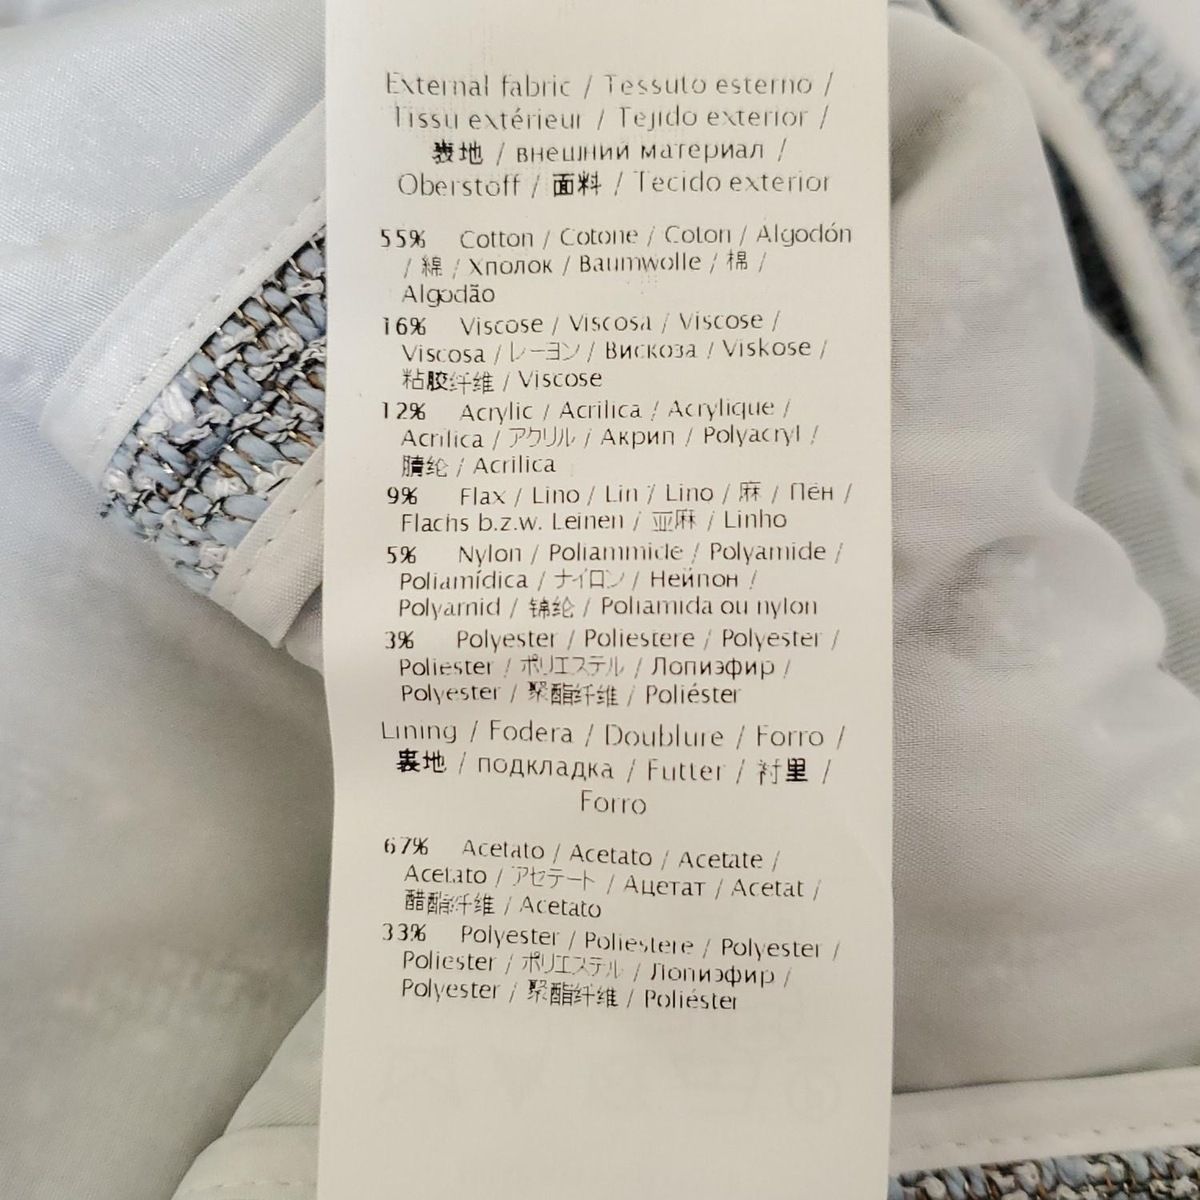 External fabric / Tessuto esterno /
Tissu extérieur / Tejido exterior /
表地 / внешний материал /
Oberstoff / 面料 / Tecido exterior
55% Cotton / Cotone / Coton / Algodón
/ 綿 / Хлопок / Baumwolle / 棉 /
Algodão
16% Viscose / Viscosa / Viscose /
Viscosa / レーヨン / Вискоза / Viskose /
粘胶纤维 / Viscose
12% Acrylic / Acrilica / Acrylique /
Acrílica / アクリル / Акрил / Polyacryl /
腈纶 / Acrilica
9% Flax / Lino / Lin / Lino / 麻 / Лён /
Flachs b.z.w. Leinen / 亚麻 / Linho
5% Nylon / Poliammide / Polyamide /
Poliamídica / ナイロン / Нейлон /
Polyamid / 锦纶 / Poliamida ou nylon
3% Polyester / Poliestere / Polyester /
Poliester / ポリエステル / Полиэфир /
Polyester / 聚酯纤维 / Poliéster
Lining / Fodera / Doublure / Forro /
裏地 / подкладка / Futter / 衬里 /
Forro
67% Acetato / Acetato / Acetate /
Acetato / アセテート / Ацетат / Acetat /
醋酯纤维 / Acetato
33% Polyester / Poliestere / Polyester /
Poliester / ポリエステル / Полиэфир /
Polyester / 聚酯纤维 / Poliéster